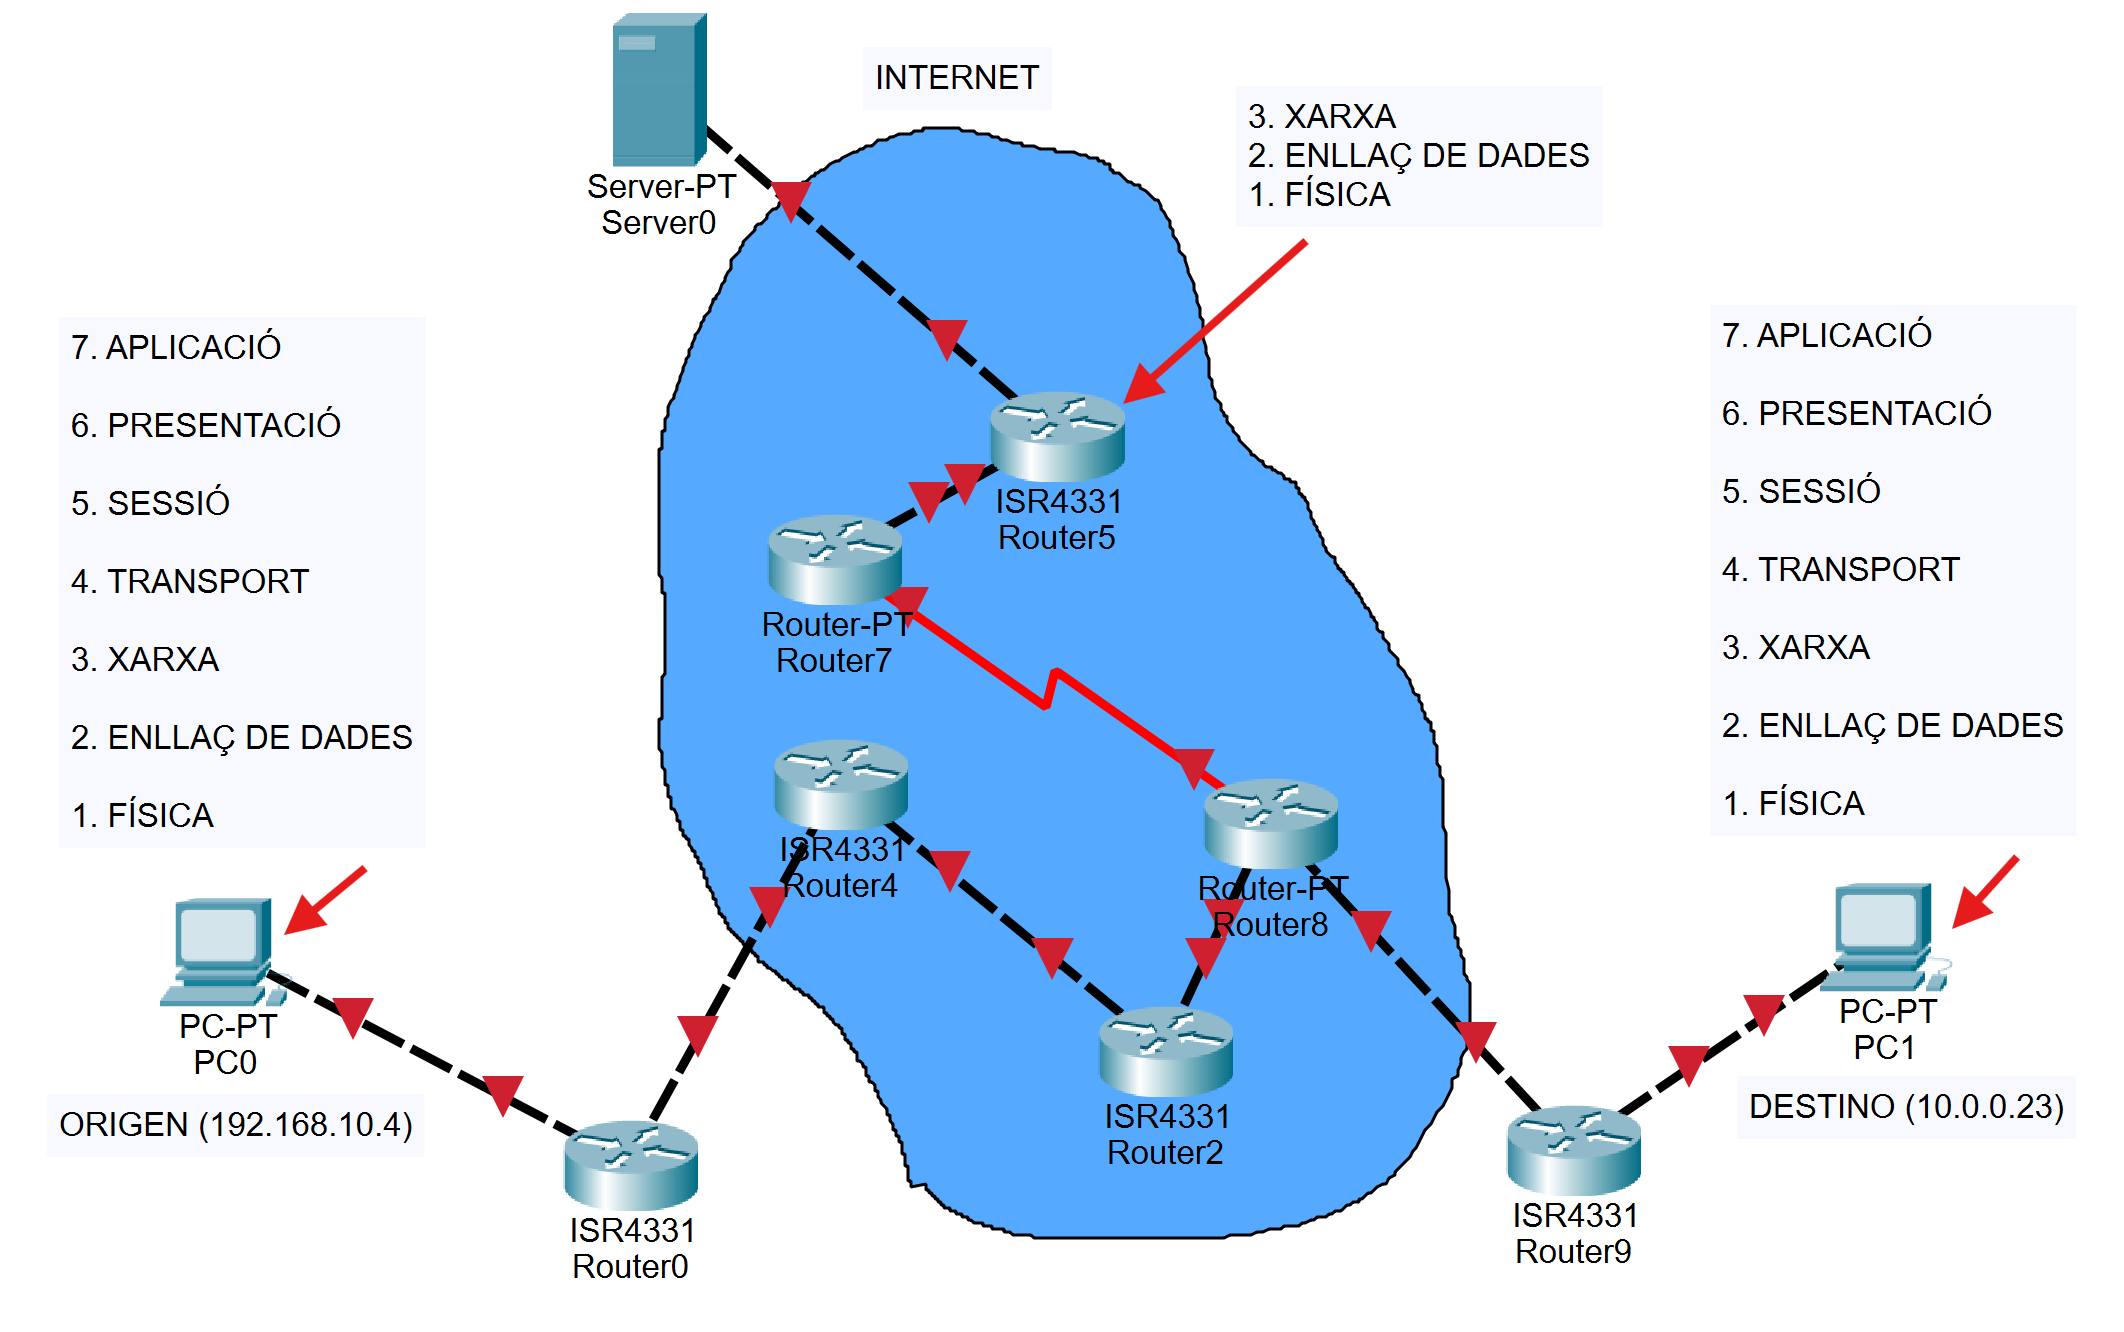 INTERNET
Server-PT
Server0
3. XARXA
2. ENLLAÇ DE DADES
1. FÍSICA
7. APLICACIÓ
6. PRESENTACIÓ
5. SESSIÓ
4. TRANSPORT
3. XARXA
2. ENLLAÇ DE DADES
1. FÍSICA
7. APLICACIÓ
6. PRESENTACIÓ
5. SESSIÓ
4. TRANSPORT
3. XARXA
2. ENLLAÇ DE DADES
1. FÍSICA
ISR4331
Router5
Router-PT
Router7
ISR4331
Router4
Router-PT
Router8
PC-PT
PC0
ORIGEN (192.168.10.4)
PC-PT
PC1
DESTINO (10.0.0.23)
ISR4331
Router2
ISR4331
Router0
ISR4331
Router9